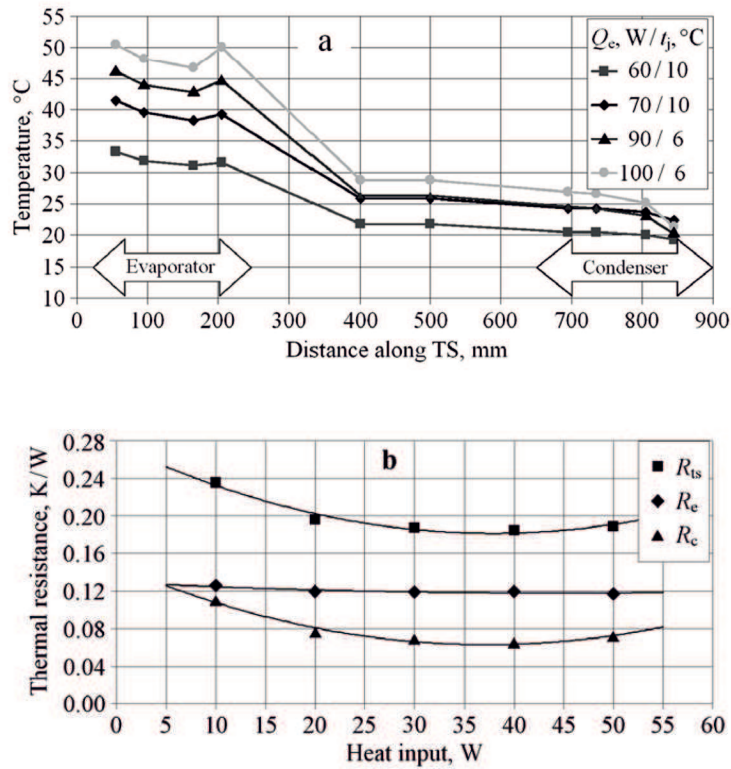 a
Temperature, °C
55
50
45
40
35
30
25
20
15
10
Qe, W / tj, °C
60 / 10
70 / 10
90 / 6
100 / 6
Evaporator
Condenser
0 100 200 300 400 500 600 700 800 900
Distance along TS, mm
b
Thermal resistance, K/W
0.28
0.24
0.20
0.16
0.12
0.08
0.04
0.00
Rts
Re
Rc
0 5 10 15 20 25 30 35 40 45 50 55 60
Heat input, W